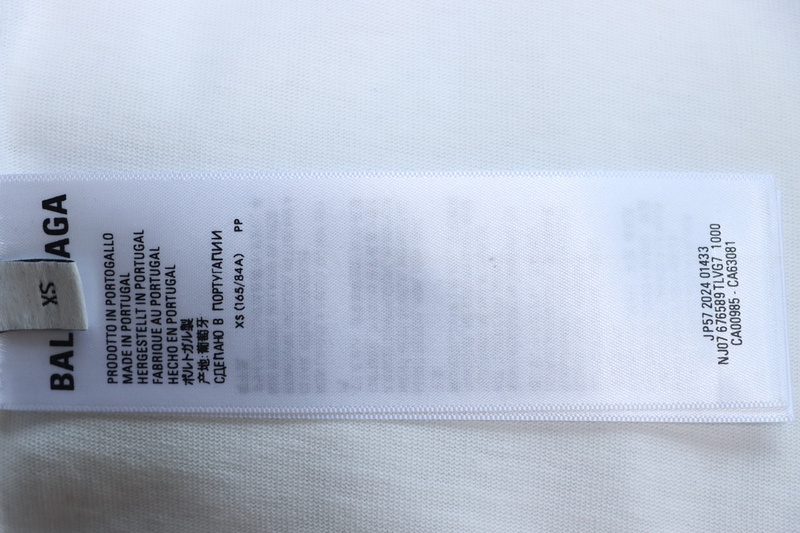 BAL AGA
XS
PRODOTTO IN PORTOGALLO
MADE IN PORTUGAL
HERGESTELLT IN PORTUGAL
FABRIQUE AU PORTUGAL
HECHO EN PORTUGAL
ポルトガル製
产地:葡萄牙
СДЕЛАНО В ПОРТУГАЛИИ
XS (165/84A) PP
JP57 2024 01433
NJ07 676589 TLVG7 1000
CA00985 - CA63081